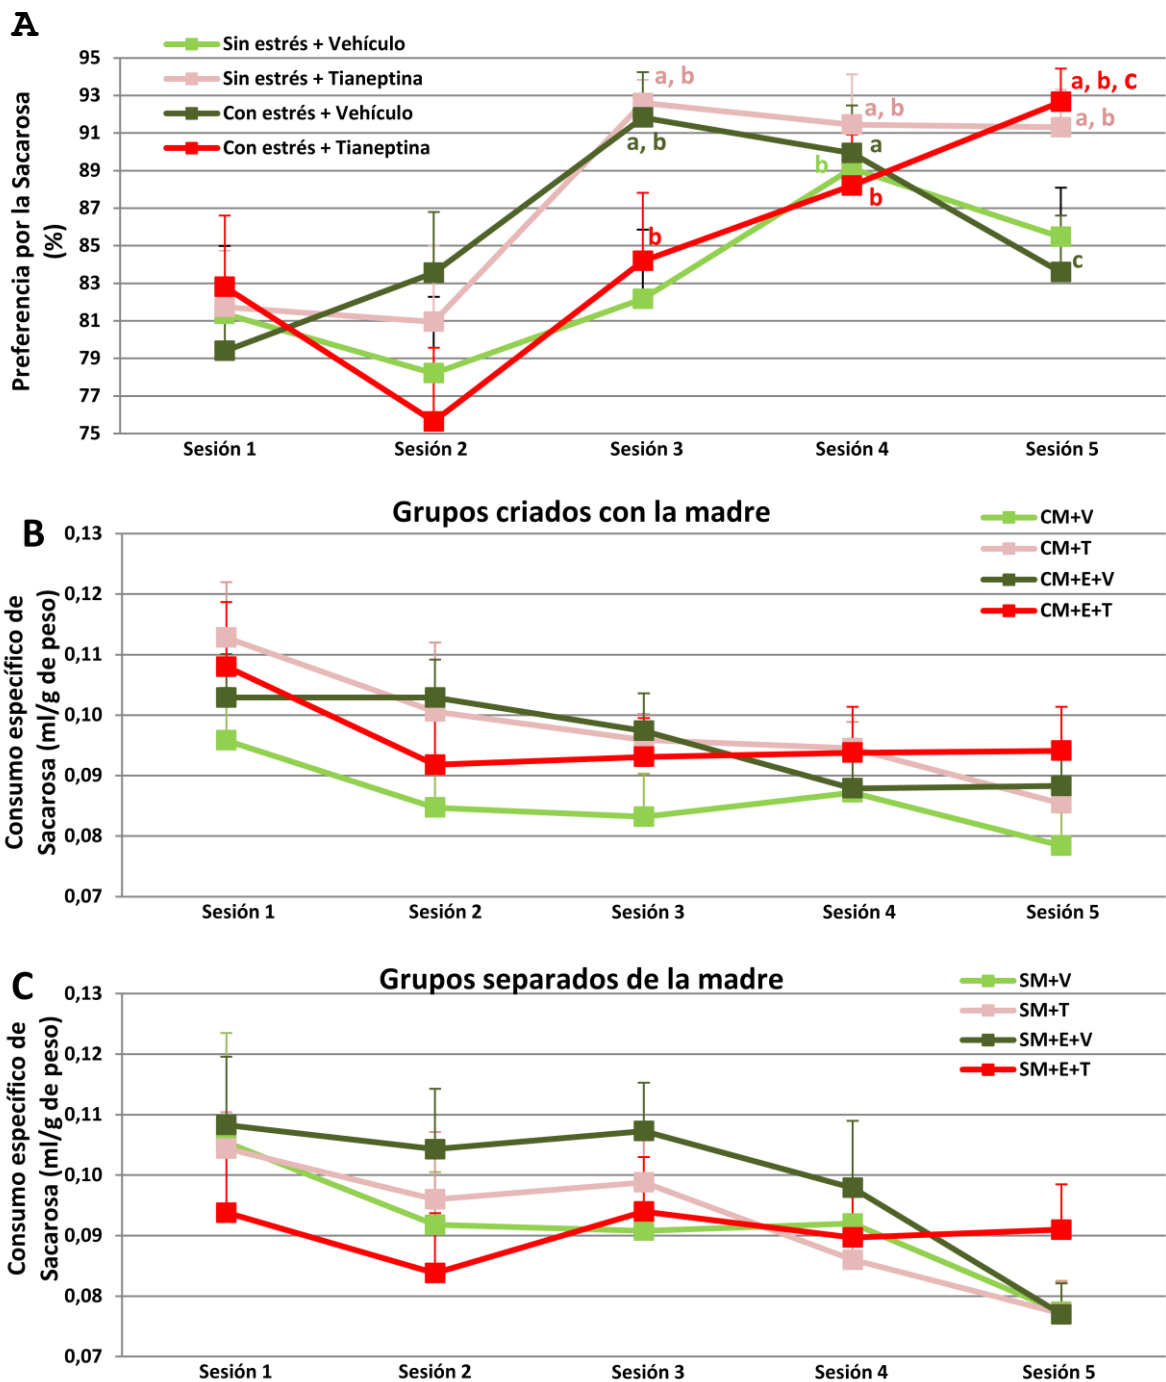 A
Sin estrés + Vehículo
Sin estrés + Tianeptina
Con estrés + Vehículo
Con estrés + Tianeptina
Preferencia por la Sacarosa
(%)
95
93
91
89
87
85
83
81
79
77
75
a, b
a, b
b
a, b
a
b
b
a, b, c
a, b
c
Sesión 1
Sesión 2
Sesión 3
Sesión 4
Sesión 5
B
Grupos criados con la madre
CM+V
CM+T
CM+E+V
CM+E+T
Consumo específico de
Sacarosa (ml/g de peso)
0,13
0,12
0,11
0,10
0,09
0,08
0,07
Sesión 1
Sesión 2
Sesión 3
Sesión 4
Sesión 5
C
Grupos separados de la madre
SM+V
SM+T
SM+E+V
SM+E+T
Consumo específico de
Sacarosa (ml/g de peso)
0,13
0,12
0,11
0,10
0,09
0,08
0,07
Sesión 1
Sesión 2
Sesión 3
Sesión 4
Sesión 5